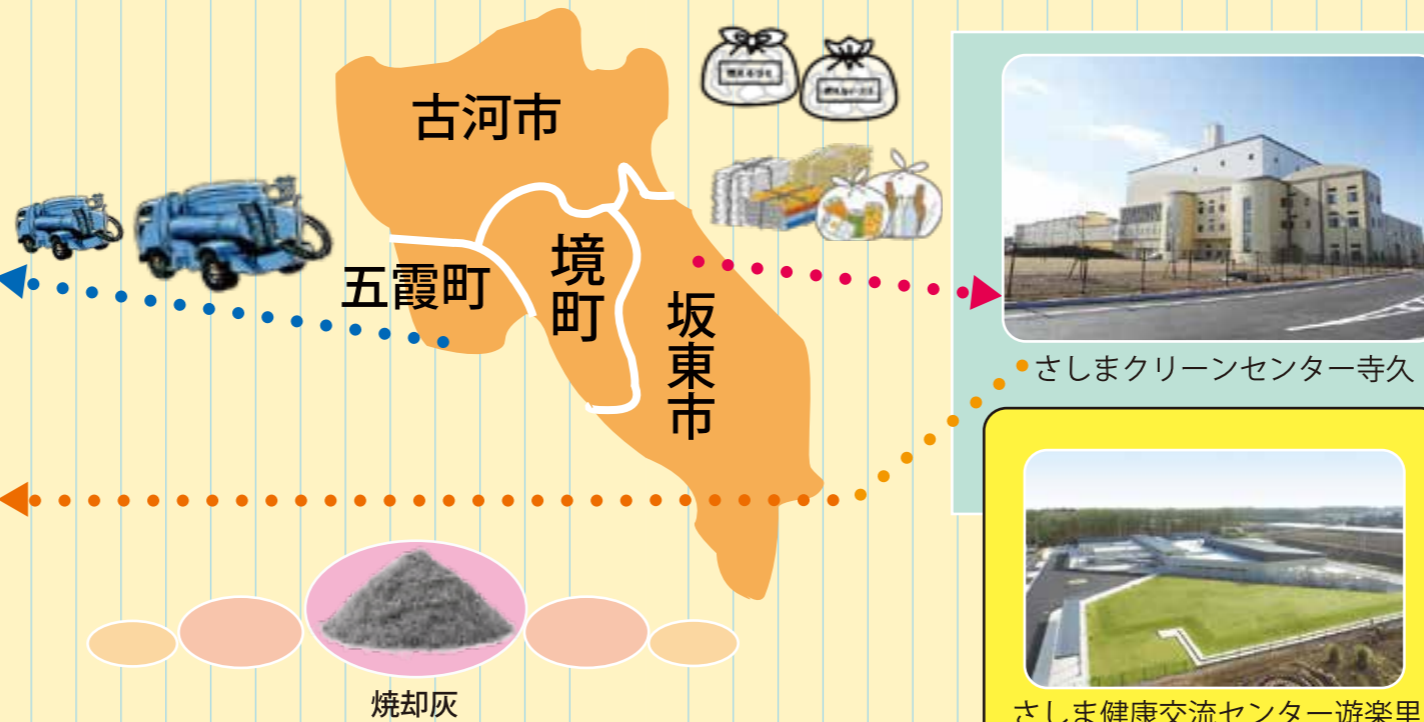 古河市
五霞町
境町
坂東市
さしまクリーンセンター寺久
焼却灰
さしま健康交流センター遊楽里